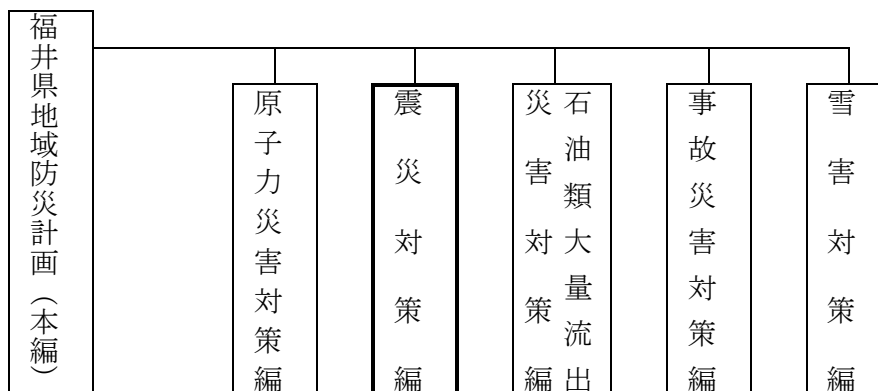 福井県地域防災計画（本編）
原子力災害対策編
震災対策編
石油類大量流出
災害対策編
事故災害対策編
雪害対策編